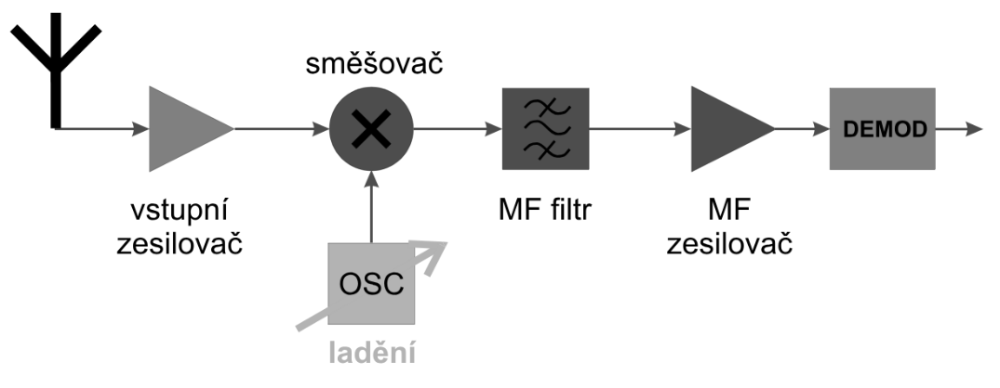 směšovač
DEMOD
vstupní
zesilovač
MF filtr
MF
zesilovač
OSC
ladění